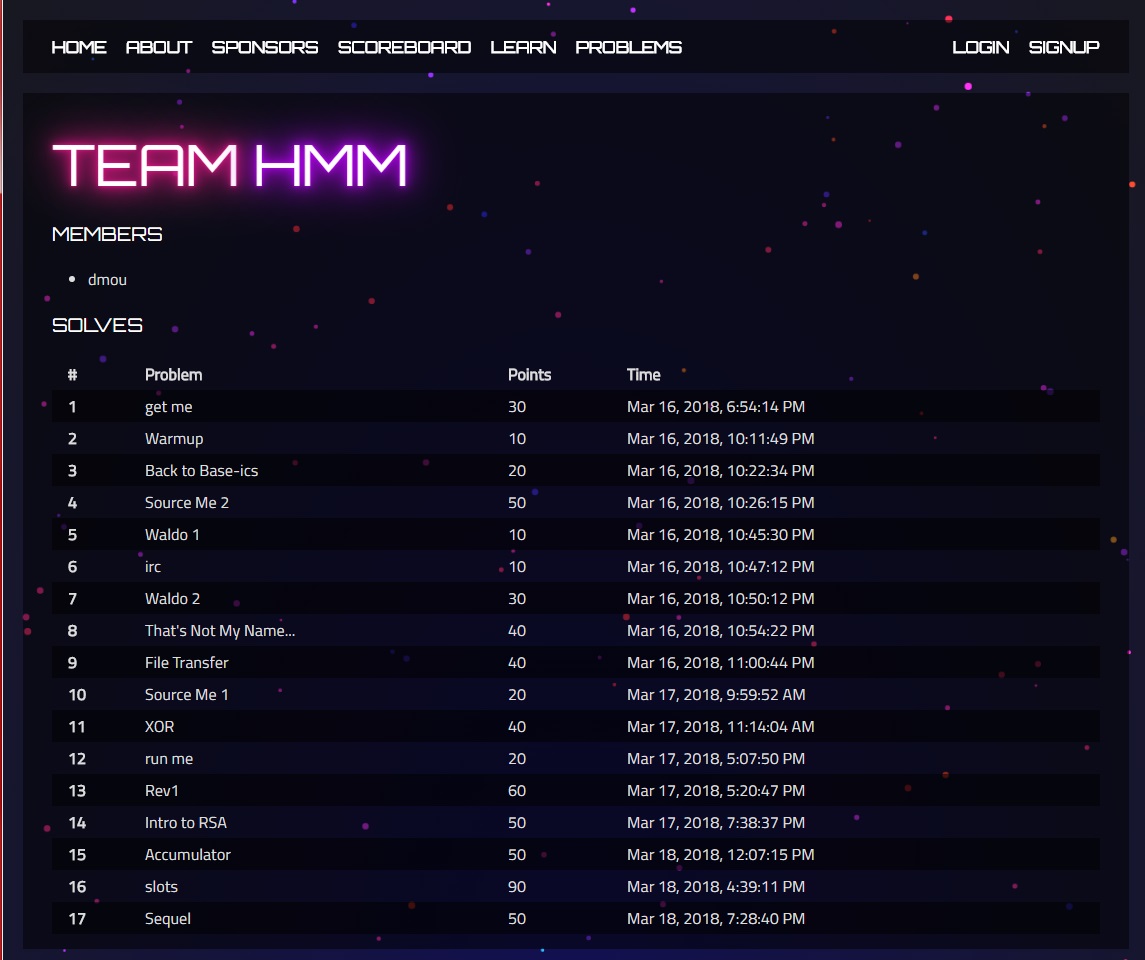 HOME ABOUT SPONSORS SCOREBOARD LEARN PROBLEMS LOGIN SIGNUP
TEAM HMM
MEMBERS
dmou
SOLVES
# Problem Points Time
1 get me 30 Mar 16, 2018, 6:54:14 PM
2 Warmup 10 Mar 16, 2018, 10:11:49 PM
3 Back to Base-ics 20 Mar 16, 2018, 10:22:34 PM
4 Source Me 2 50 Mar 16, 2018, 10:26:15 PM
5 Waldo 1 10 Mar 16, 2018, 10:45:30 PM
6 irc 10 Mar 16, 2018, 10:47:12 PM
7 Waldo 2 30 Mar 16, 2018, 10:50:12 PM
8 That's Not My Name... 40 Mar 16, 2018, 10:54:22 PM
9 File Transfer 40 Mar 16, 2018, 11:00:44 PM
10 Source Me 1 20 Mar 17, 2018, 9:59:52 AM
11 XOR 40 Mar 17, 2018, 11:14:04 AM
12 run me 20 Mar 17, 2018, 5:07:50 PM
13 Rev1 60 Mar 17, 2018, 5:20:47 PM
14 Intro to RSA 50 Mar 17, 2018, 7:38:37 PM
15 Accumulator 50 Mar 18, 2018, 12:07:15 PM
16 slots 90 Mar 18, 2018, 4:39:11 PM
17 Sequel 50 Mar 18, 2018, 7:28:40 PM